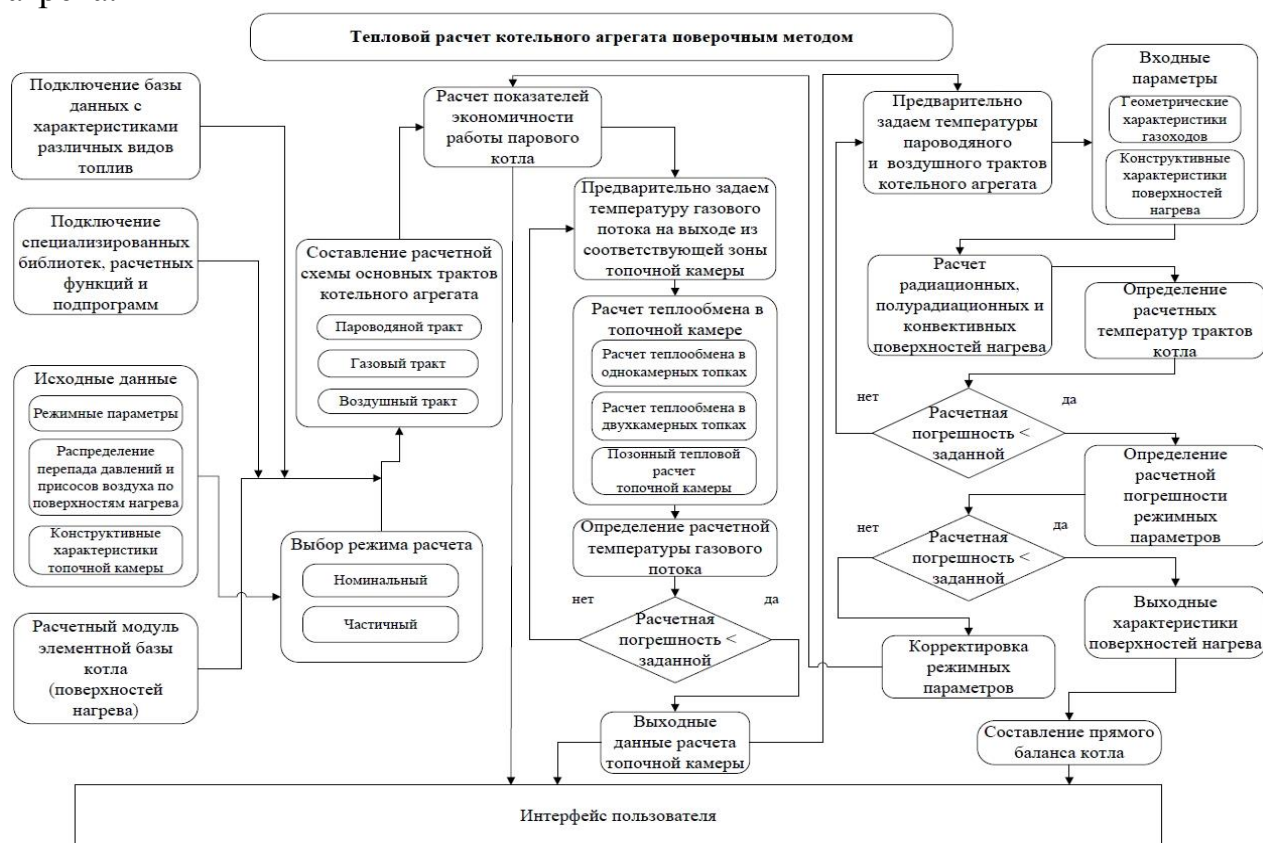 Тепловой расчет котельного агрегата поверочным методом
Подключение базы
данных с
характеристиками
различных видов
топлив
Подключение
специализированных
библиотек, расчетных
функций и
подпрограмм
Исходные данные
Режимные параметры
Распределение
перепада давлений и
присосов воздуха по
поверхностям нагрева
Конструктивные
характеристики
топочной камеры
Расчетный модуль
элементной базы
котла
(поверхностей
нагрева)
Составление расчетной
схемы основных трактов
котельного агрегата
Пароводяной тракт
Газовый тракт
Воздушный тракт
Выбор режима расчета
Номинальный
Частичный
Расчет показателей
экономичности
работы парового
котла
Предварительно задаем
температуру газового
потока на выходе из
соответствующей зоны
топочной камеры
Расчет теплообмена в
топочной камере
Расчет теплообмена в
однокамерных топках
Расчет теплообмена в
двухкамерных топках
Позонный тепловой
расчет
топочной камеры
Определение расчетной
температуры газового
потока
нет
да
Расчетная
погрешность <
заданной
Выходные
данные расчета
топочной камеры
Предварительно
задаем температуры
пароводяного
и воздушного трактов
котельного агрегата
Входные
параметры
Геометрические
характеристики
газоходов
Конструктивные
характеристики
поверхностей
нагрева
Расчет
радиационных,
полурадиационных и
конвективных
поверхностей нагрева
Определение
расчетных
температур трактов
котла
нет
да
Расчетная
погрешность <
заданной
Определение
расчетной
погрешности
режимных
параметров
нет
да
Расчетная
погрешность <
заданной
Корректировка
режимных
параметров
Выходные
характеристики
поверхностей нагрева
Составление прямого
баланса котла
Интерфейс пользователя